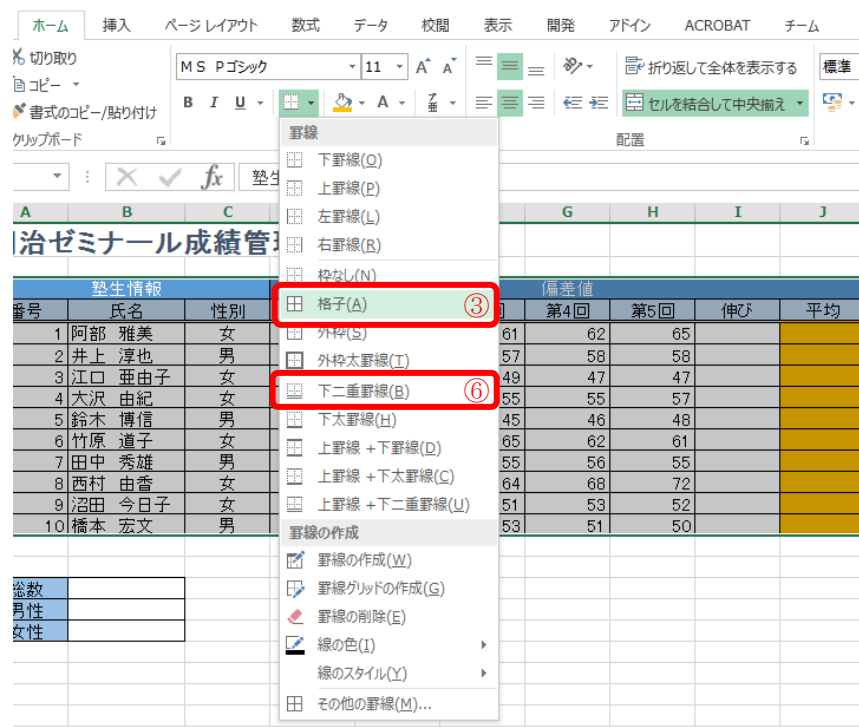 ホーム 挿入 ページ レイアウト 数式 データ 校閲 表示 開発 アドイン ACROBAT チーム
切り取り
MS Pゴシック 11 A A 折り返して全体を表示する 標準
コピー
書式のコピー/貼り付け B I U A セルを結合して中央揃え
クリップボード 配置
fx
A B C G H I J
治ゼミナール成績管
塾生情報 偏差値
番号 氏名 性別 第4回 第5回 伸び 平均
1 阿部 雅美 女 61 62 65
2 井上 淳也 男 57 58 58
3 江口 亜由子 女 49 47 47
4 大沢 由紀 女 55 55 57
5 鈴木 博信 男 45 46 48
6 竹原 道子 女 65 62 61
7 田中 秀雄 男 55 56 55
8 西村 由香 女 64 68 72
9 沼田 今日子 女 51 53 52
10 橋本 宏文 男 53 51 50
総数
男性
女性
罫線
下罫線(O)
上罫線(P)
左罫線(L)
右罫線(R)
枠なし(N)
格子(A) ③
外枠(S)
外枠太罫線(T)
下二重罫線(B) ⑥
下太罫線(H)
上罫線 +下罫線(D)
上罫線 +下太罫線(C)
上罫線 +下二重罫線(U)
罫線の作成
罫線の作成(W)
罫線グリッドの作成(G)
罫線の削除(E)
線の色(I)
線のスタイル(Y)
その他の罫線(M)...